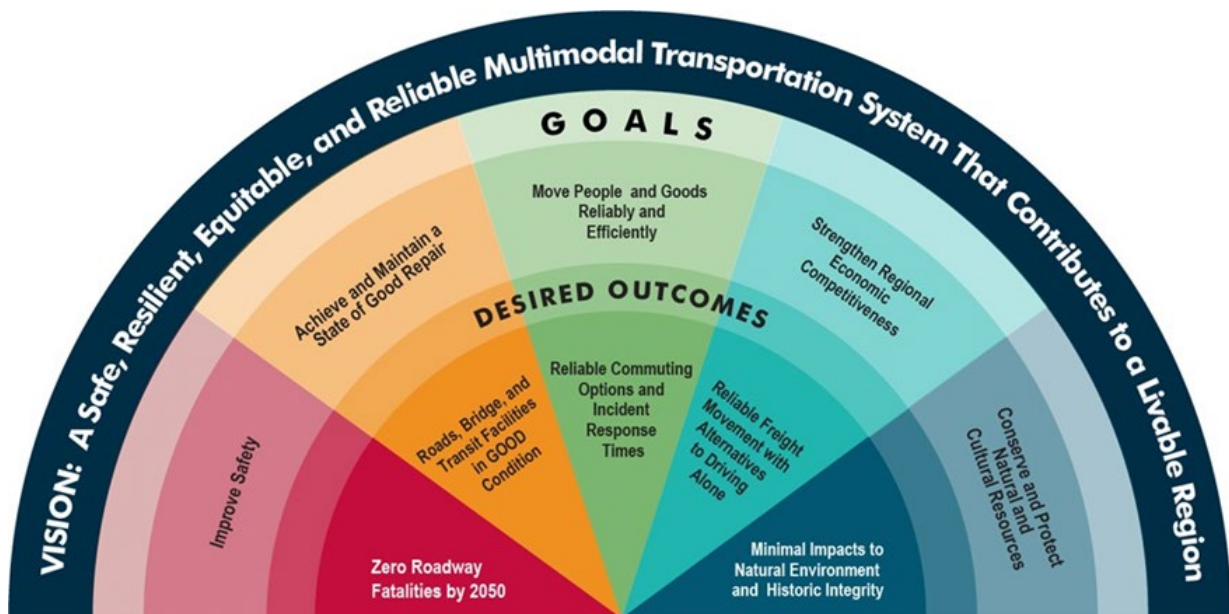 VISION: A Safe, Resilient, Equitable, and Reliable Multimodal Transportation System That Contributes to a Livable Region
GOALS
Improve Safety
Achieve and Maintain a
State of Good Repair
Move People and Goods
Reliably and
Efficiently
Strengthen Regional
Economic
Competitiveness
Conserve and Protect
Natural and
Cultural Resources
DESIRED OUTCOMES
Zero Roadway
Fatalities by 2050
Roads, Bridge, and
Transit Facilities
in GOOD
Condition
Reliable Commuting
Options and
Incident
Response
Times
Reliable Freight
Movement with
Alternatives
to Driving
Alone
Minimal Impacts to
Natural Environment
and Historic Integrity